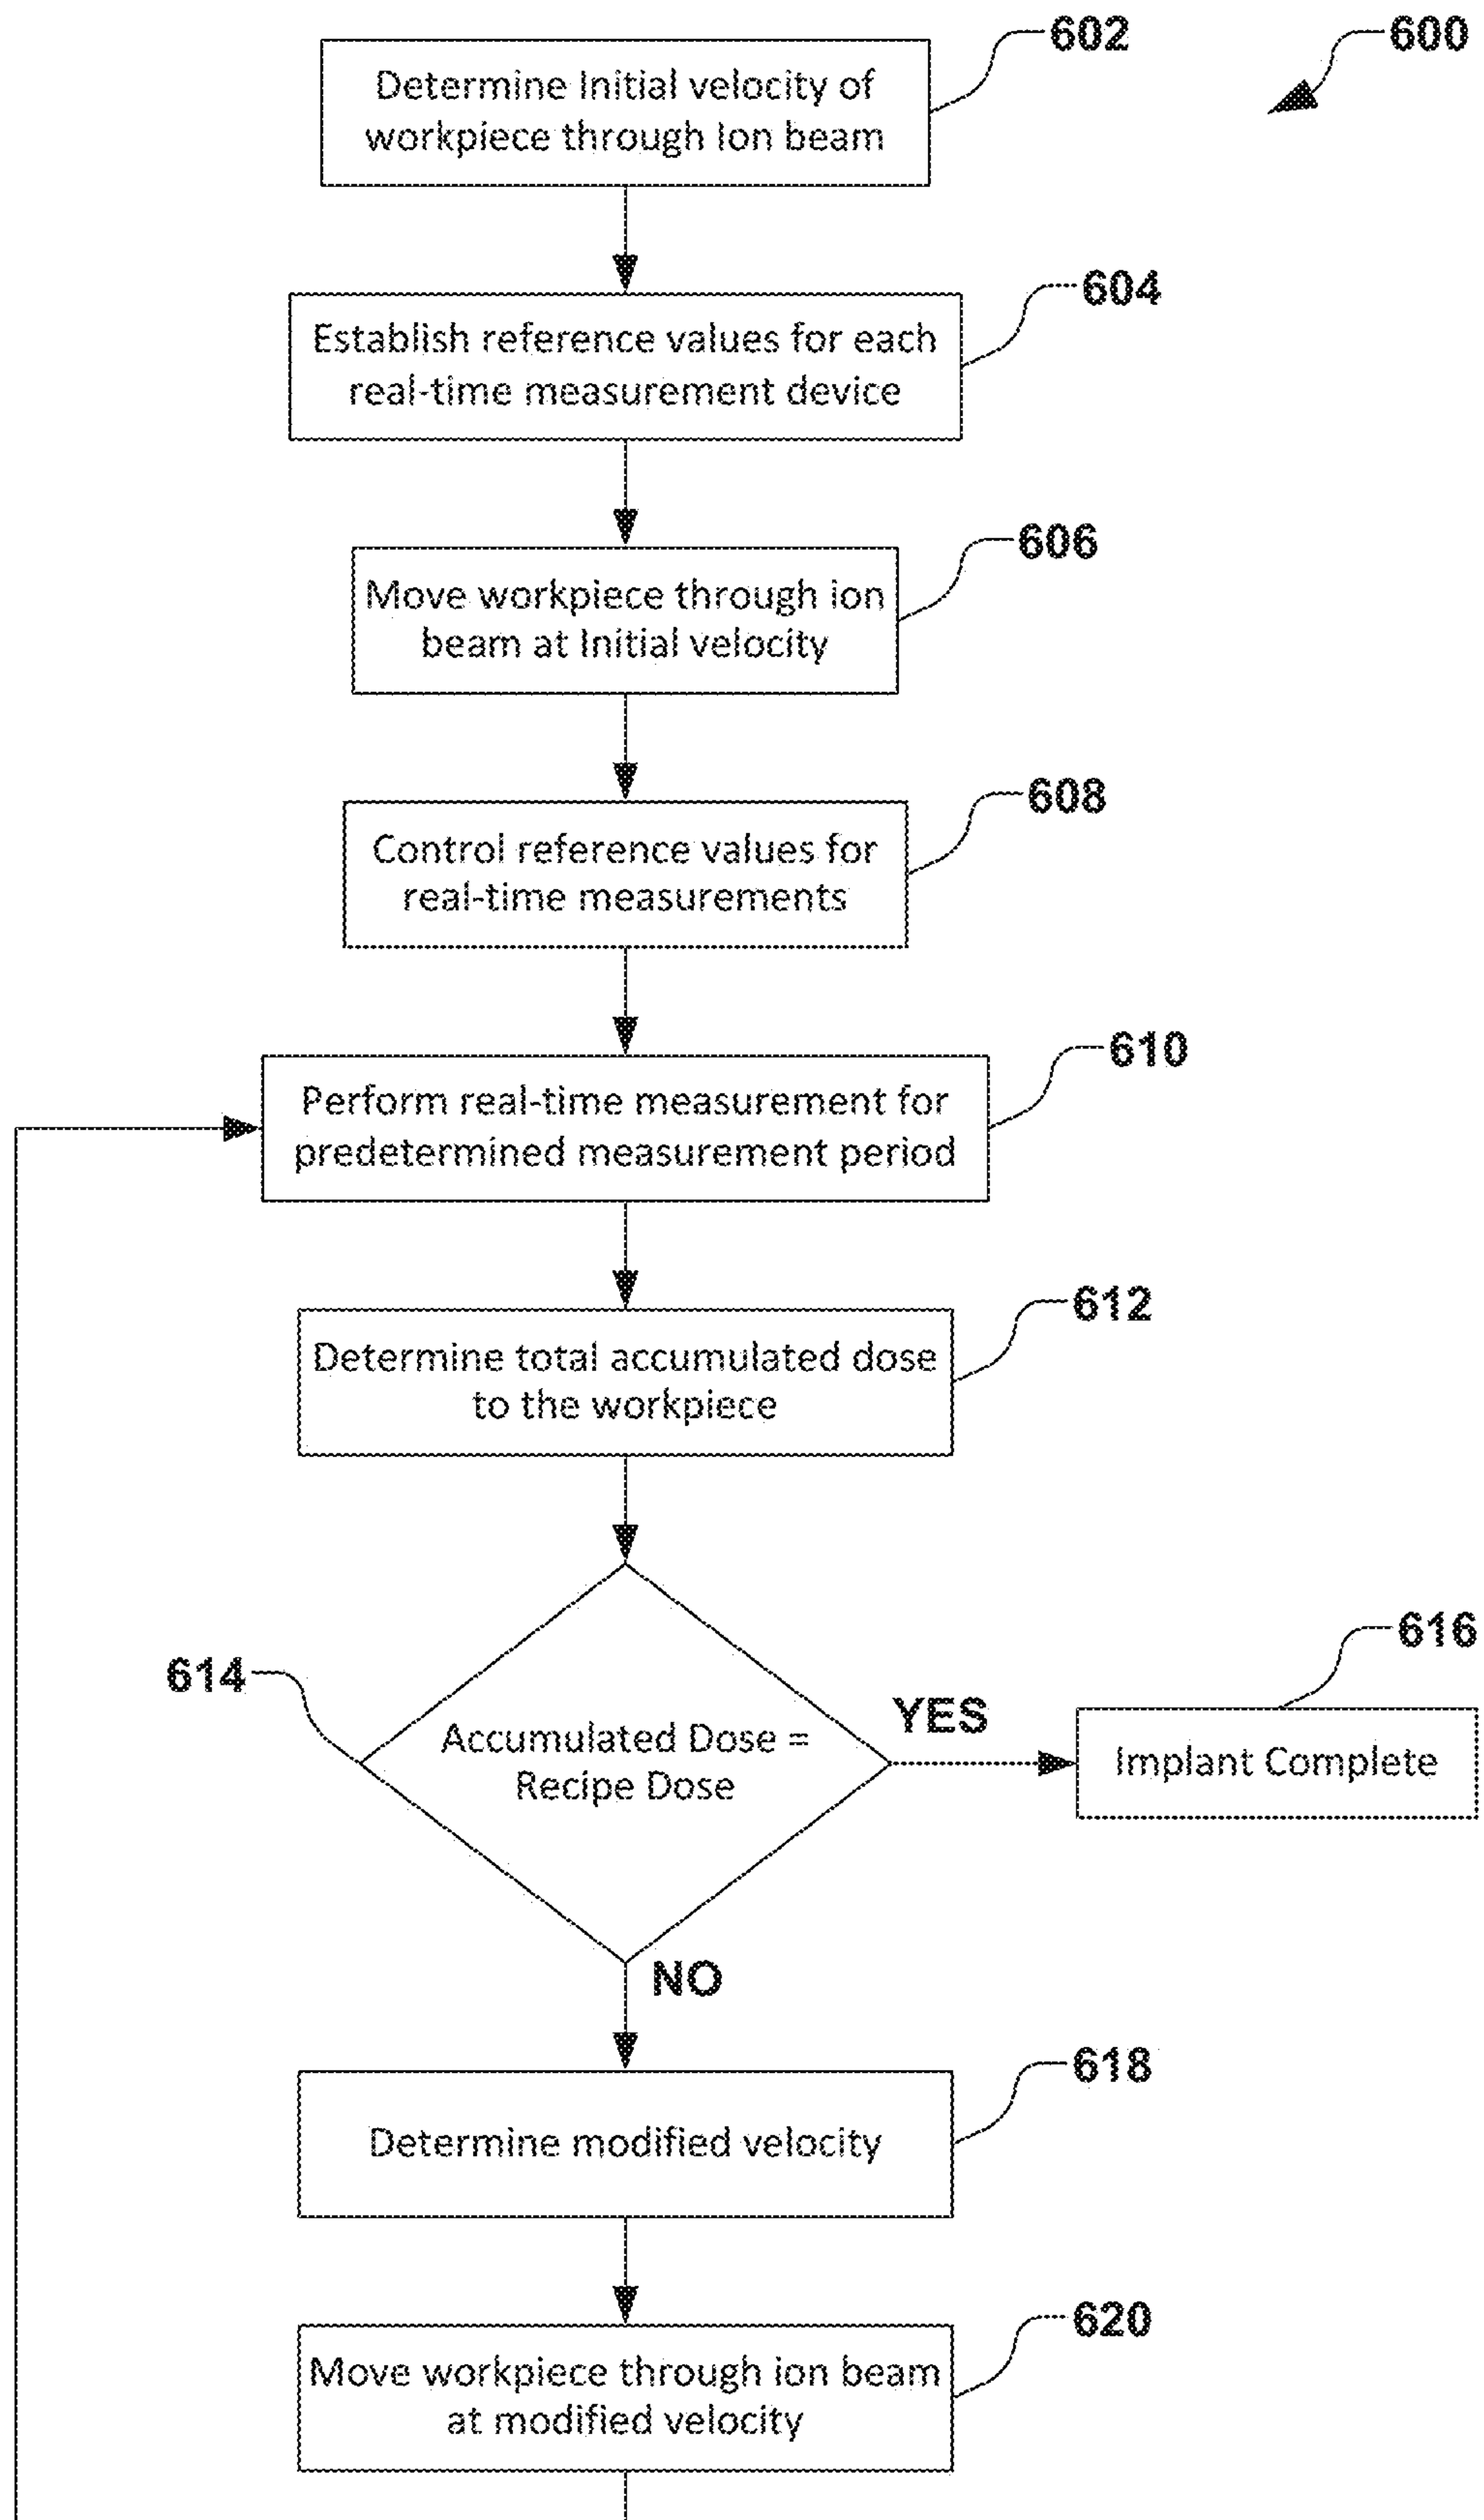 602
600
Determine Initial velocity of
workpiece through Ion beam
604
Establish reference values for each
real-time measurement device
606
Move workpiece through ion
beam at Initial velocity
608
Control reference values for
real-time measurements
610
Perform real-time measurement for
predetermined measurement period
612
Determine total accumulated dose
to the workpiece
614
616
YES
Accumulated Dose =
Recipe Dose
Implant Complete
NO
618
Determine modified velocity
620
Move workpiece through ion beam
at modified velocity